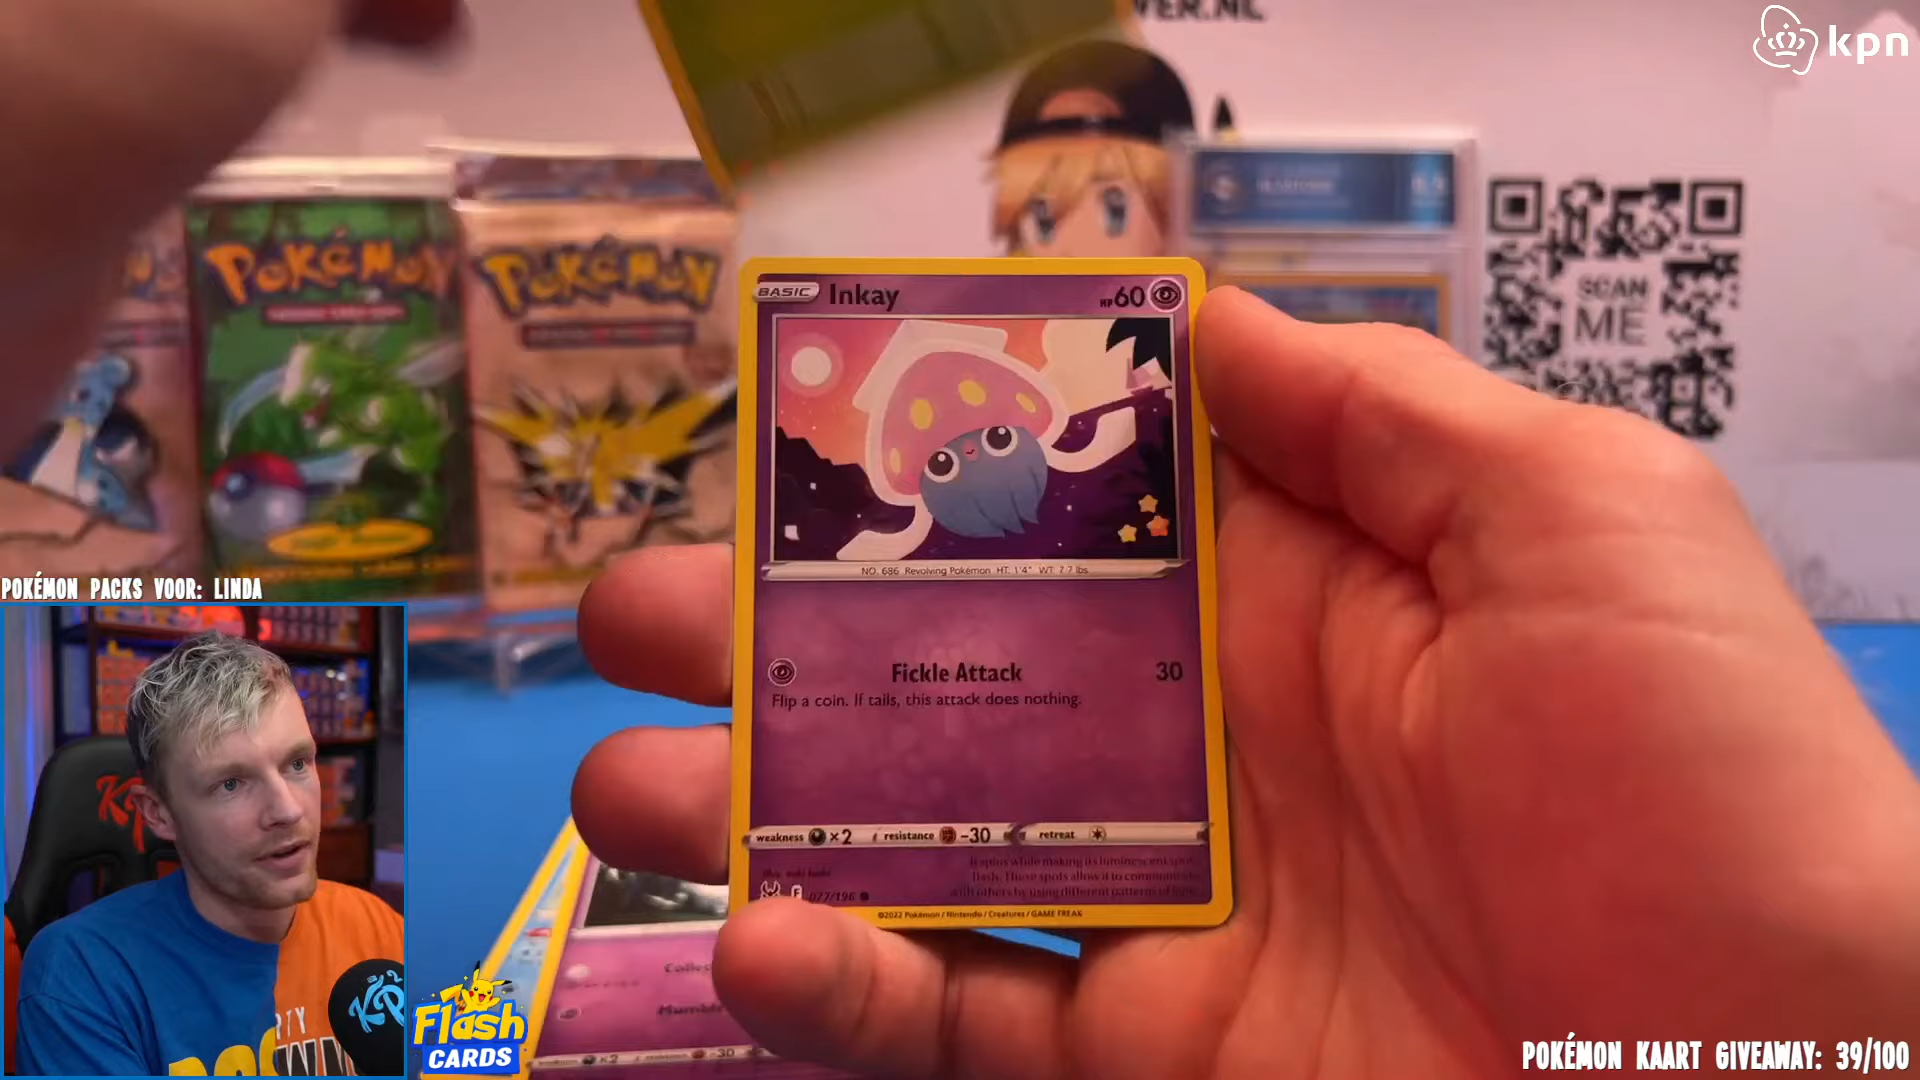 VER.NL
kpn
POKÉMON
POKÉMON
SCAN
ME
BASIC Inkay HP60
NO. 686 Revolving Pokémon HT: 1'4" WT: 7.7 lbs.
Fickle Attack 30
Flip a coin. If tails, this attack does nothing.
weakness ×2 resistance -30 retreat
F 077/196
©2022 Pokémon / Nintendo / Creatures / GAME FREAK
POKÉMON PACKS VOOR: LINDA
Flash
CARDS
POKÉMON KAART GIVEAWAY: 39/100